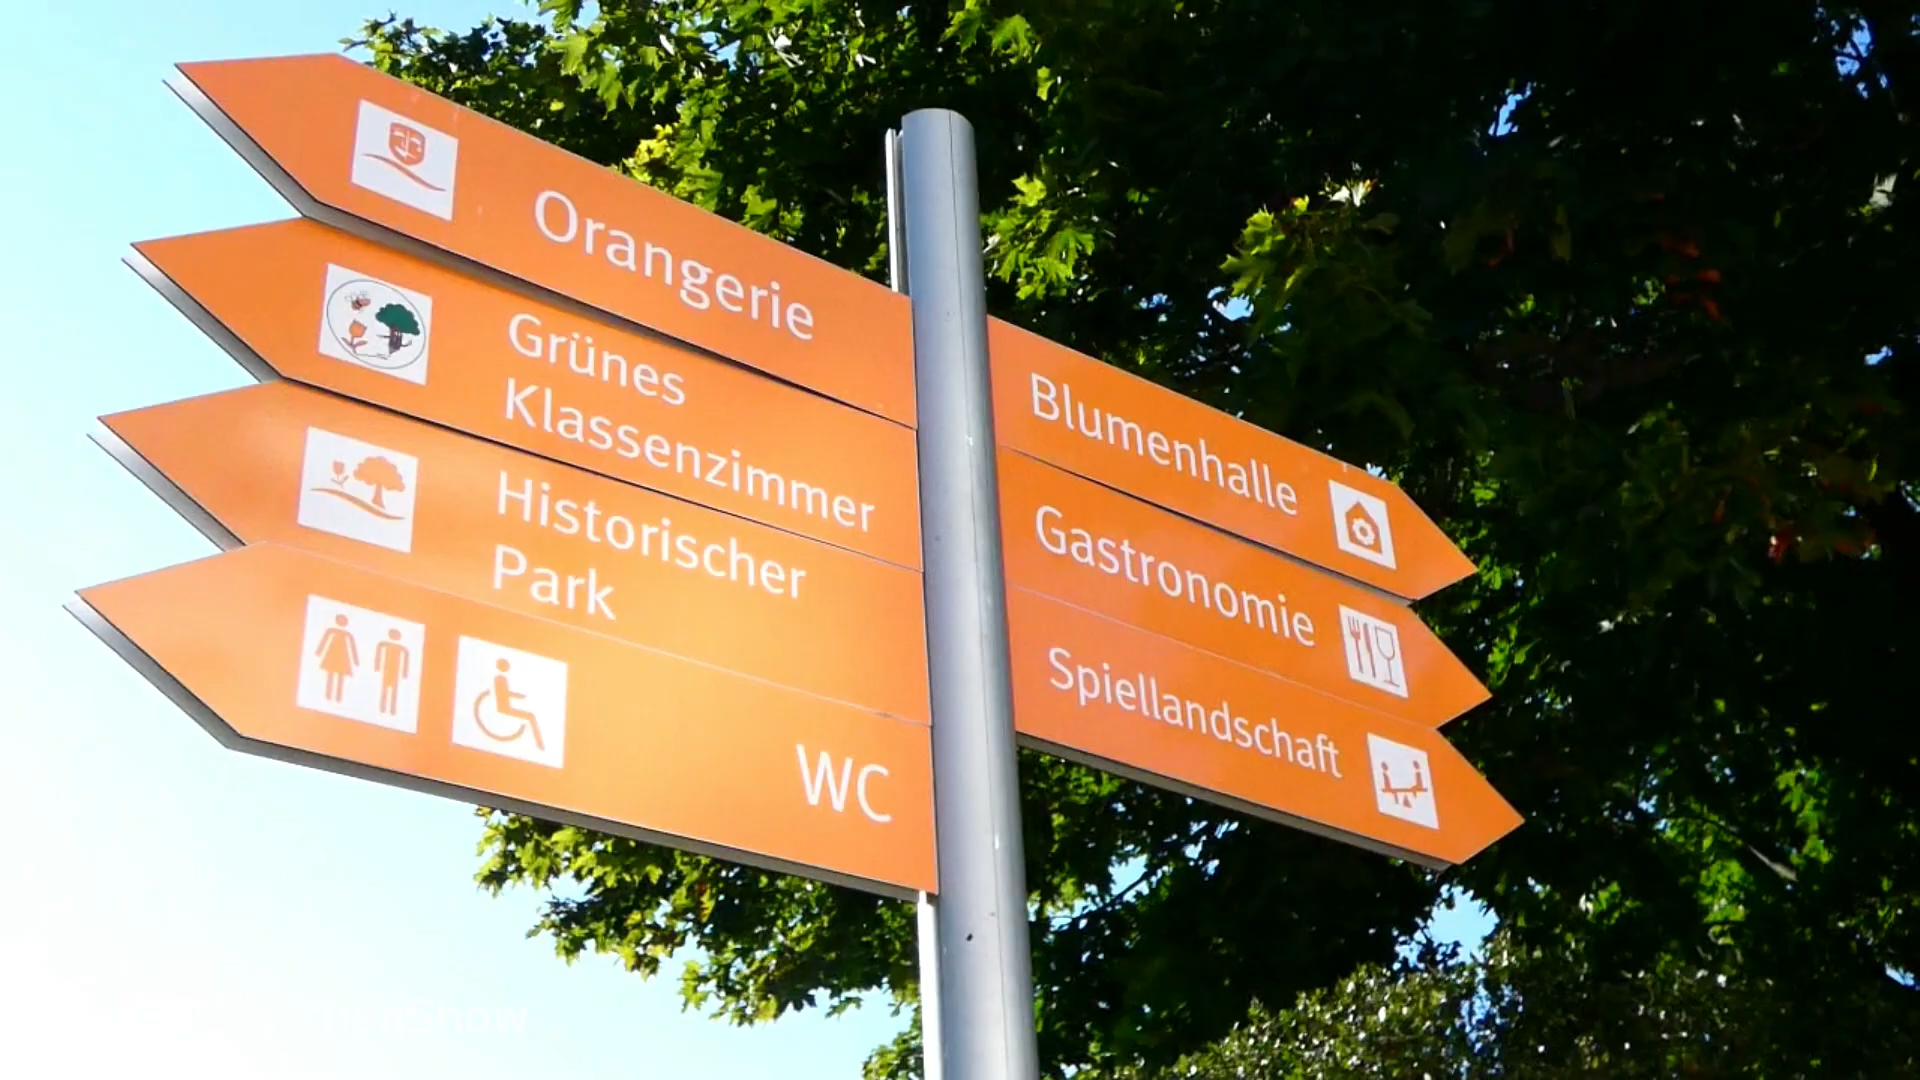 Orangerie
Grünes
Klassenzimmer
Historischer
Park
WC
Blumenhalle
Gastronomie
Spiellandschaft